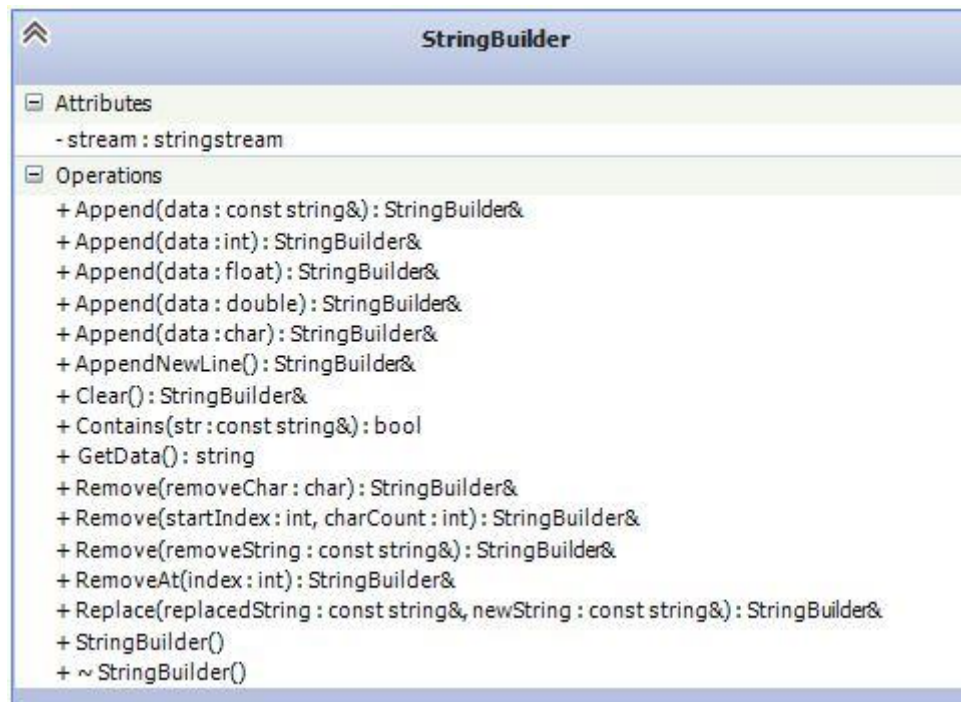 StringBuilder
Attributes
- stream : stringstream
Operations
+ Append(data : const string&) : StringBuilder&
+ Append(data :int) : StringBuilder&
+ Append(data : float) : StringBuilder&
+ Append(data : double) : StringBuilder&
+ Append(data :char) : StringBuilder&
+ AppendNewLine() : StringBuilder&
+ Clear() : StringBuilder&
+ Contains(str : const string&) : bool
+ GetData() : string
+ Remove(removeChar : char) : StringBuilder&
+ Remove(startIndex : int, charCount : int) : StringBuilder&
+ Remove(removeString : const string&) : StringBuilder&
+ RemoveAt(index : int) : StringBuilder&
+ Replace(replacedString : const string&, newString : const string&) : StringBuilder&
+ StringBuilder()
+ ~ StringBuilder()